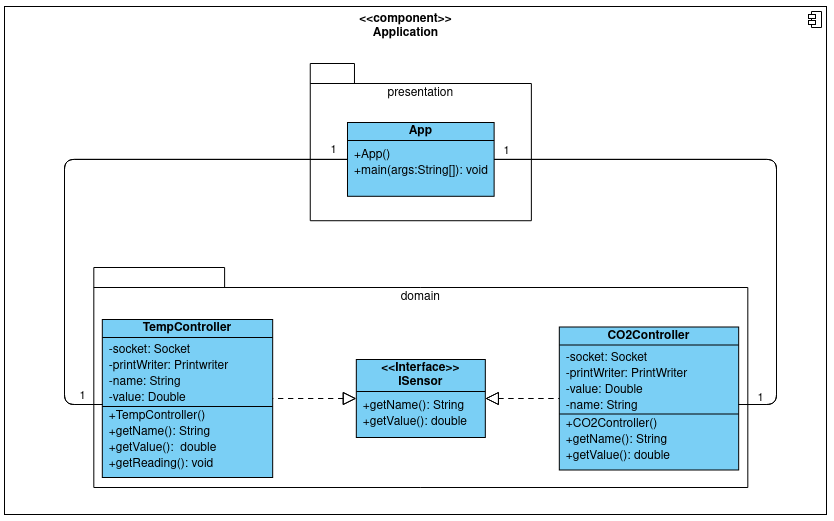 <<component>>
Application
presentation
App
+App()
+main(args:String[]): void
1
1
domain
TempController
-socket: Socket
-printWriter: Printwriter
-name: String
-value: Double
+TempController()
+getName(): String
+getValue():  double
+getReading(): void
1
<<Interface>>
ISensor
+getName(): String
+getValue(): double
CO2Controller
-socket: Socket
-printWriter: PrintWriter
-value: Double
-name: String
+CO2Controller()
+getName(): String
+getValue(): double
1